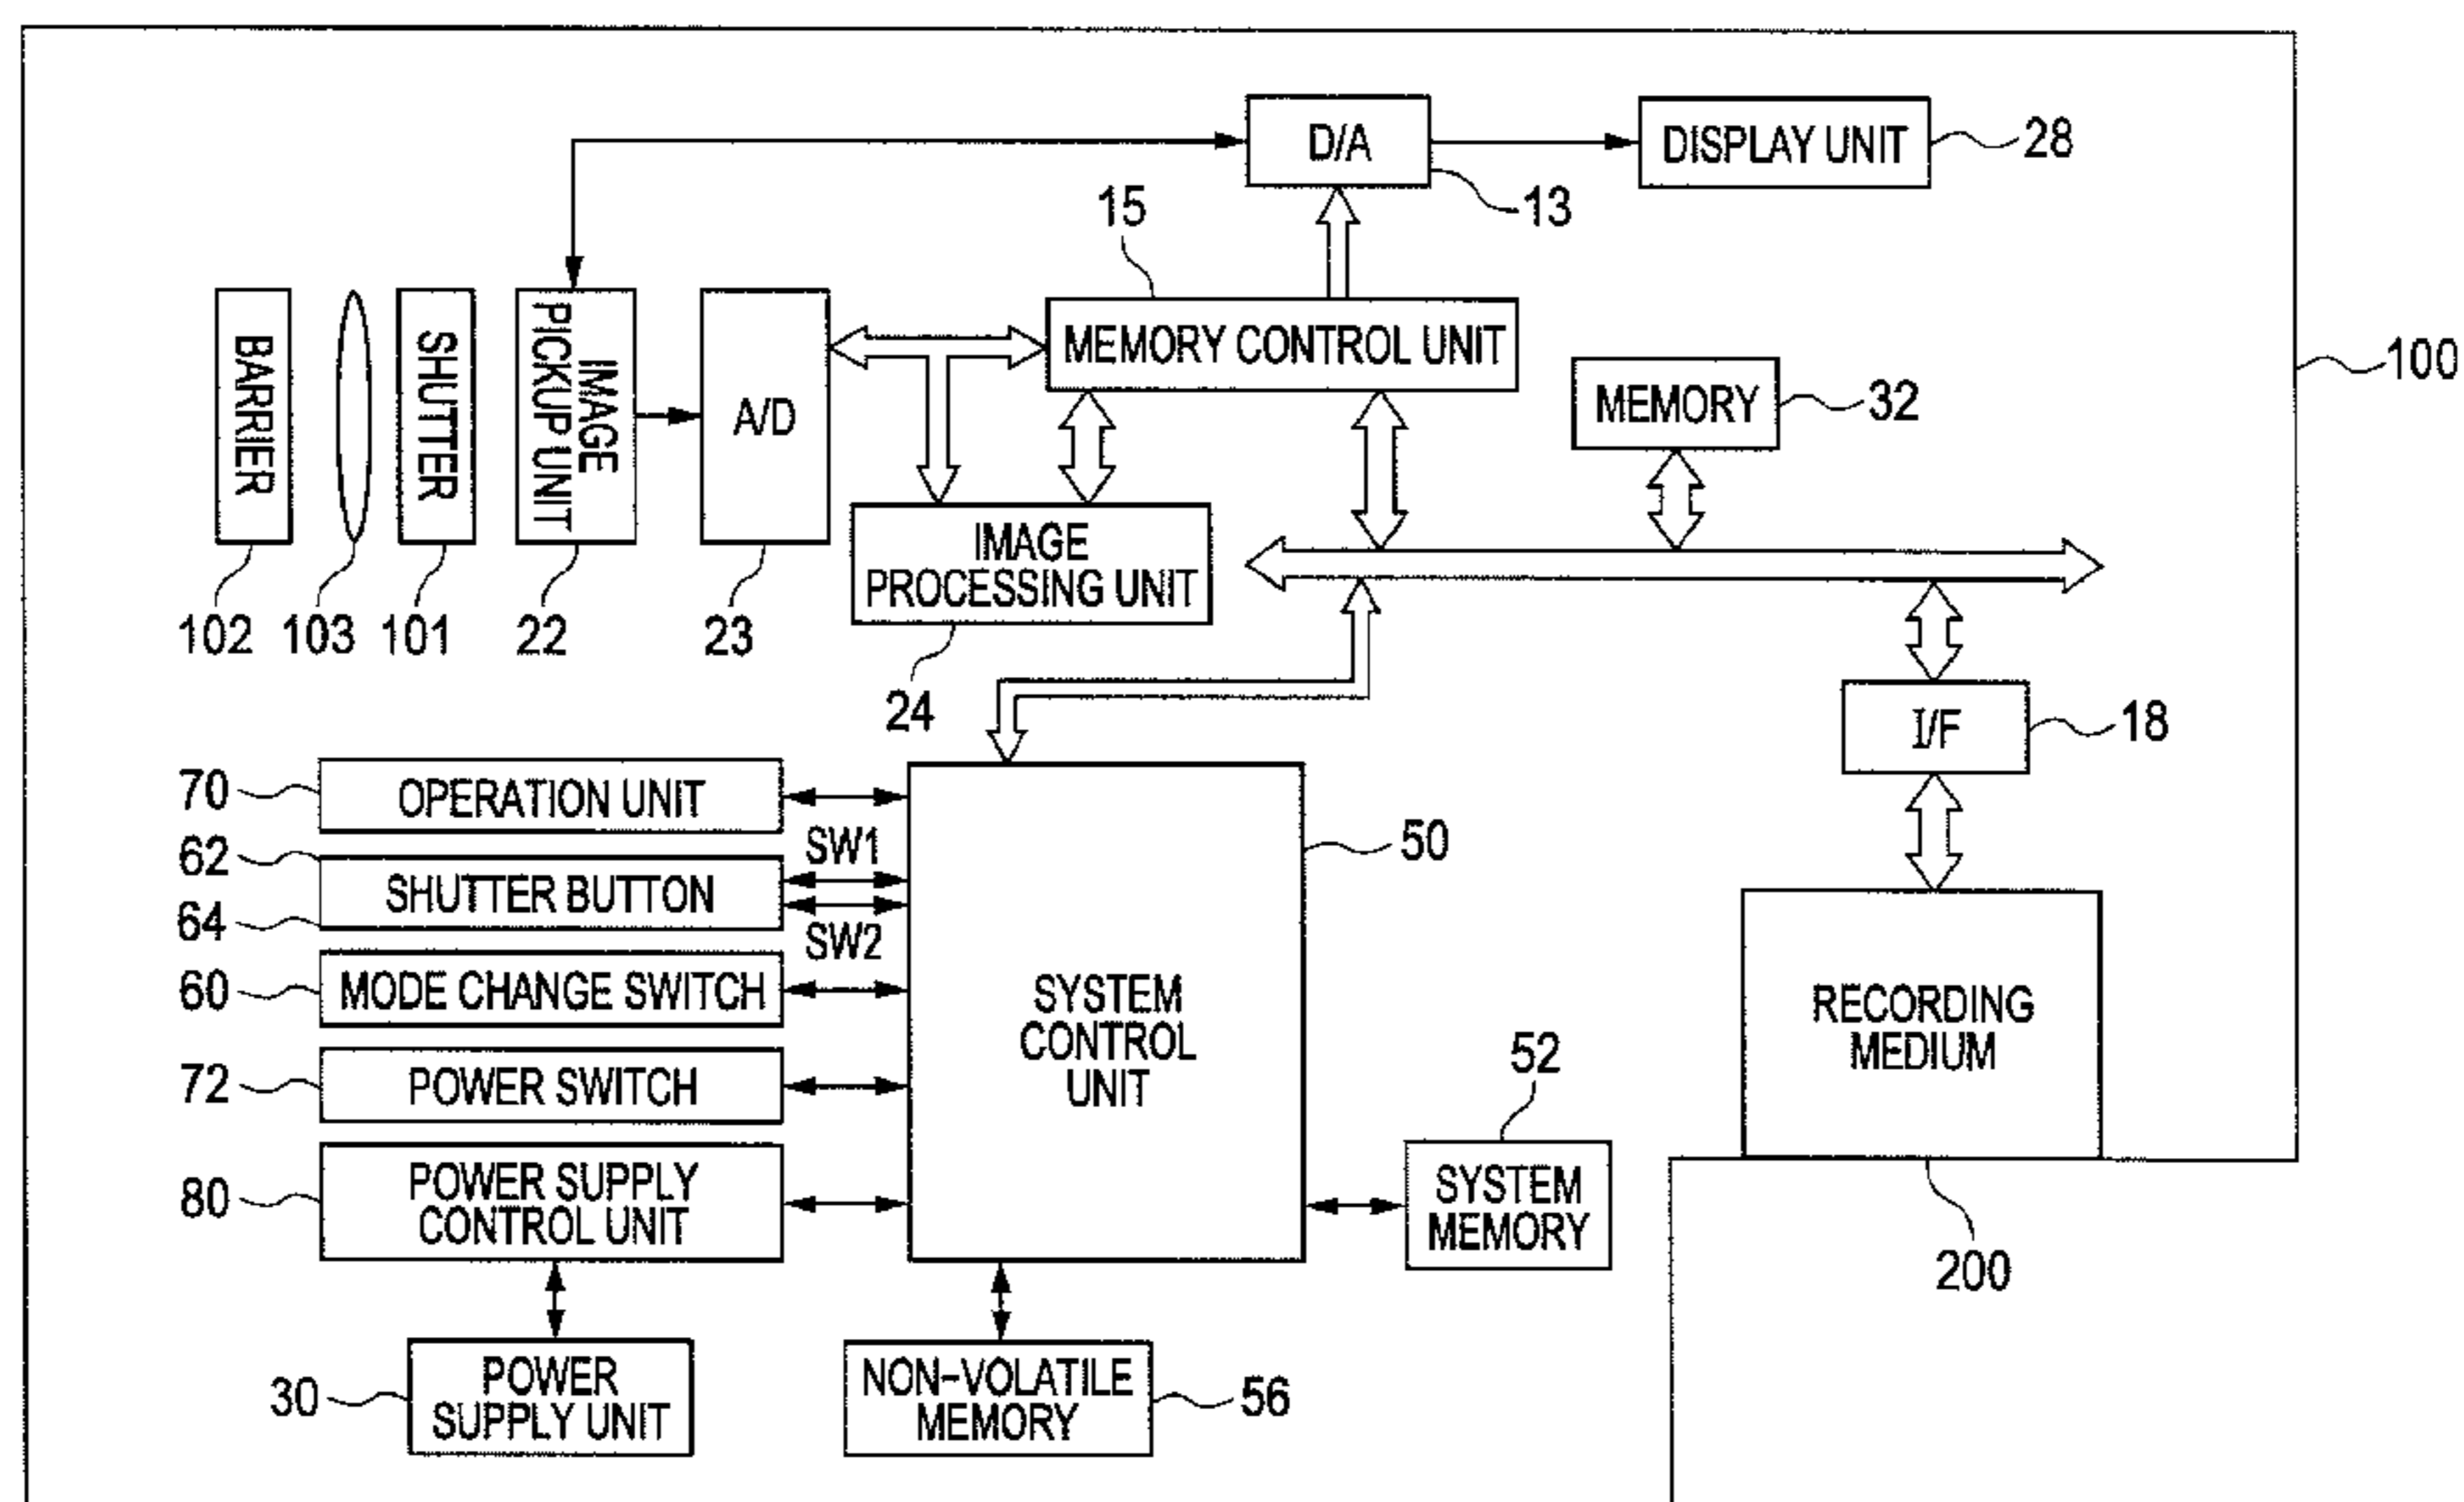 D/A
DISPLAY UNIT
28
13
15
BARRIER
SHUTTER
IMAGE
PICKUP UNIT
A/D
MEMORY CONTROL UNIT
MEMORY
32
100
IMAGE
PROCESSING UNIT
102
103
101
22
23
24
I/F
18
70
OPERATION UNIT
62
SHUTTER BUTTON
64
SW1
SW2
50
60
MODE CHANGE SWITCH
SYSTEM
CONTROL
UNIT
RECORDING
MEDIUM
72
POWER SWITCH
52
80
POWER SUPPLY
CONTROL UNIT
SYSTEM
MEMORY
200
30
POWER
SUPPLY UNIT
NON-VOLATILE
MEMORY
56